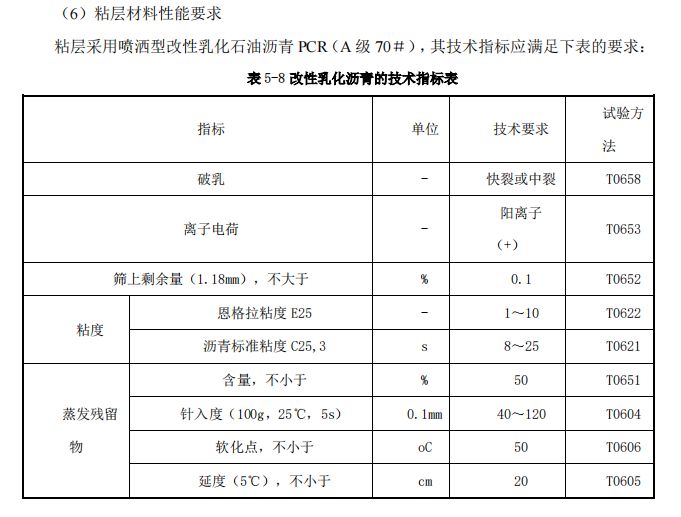 （6）粘层材料性能要求
粘层采用喷洒型改性乳化石油沥青 PCR（A 级 70＃），其技术指标应满足下表的要求：
表 5-8 改性乳化沥青的技术指标表
指标 单位 技术要求 试验方法
破乳 - 快裂或中裂 T0658
离子电荷 - 阳离子（+） T0653
筛上剩余量（1.18mm），不大于 % 0.1 T0652
粘度 恩格拉粘度 E25 - 1～10 T0622
沥青标准粘度 C25,3 s 8～25 T0621
蒸发残留物 含量，不小于 % 50 T0651
针入度（100g，25℃，5s） 0.1mm 40～120 T0604
软化点，不小于 oC 50 T0606
延度（5℃），不小于 cm 20 T0605